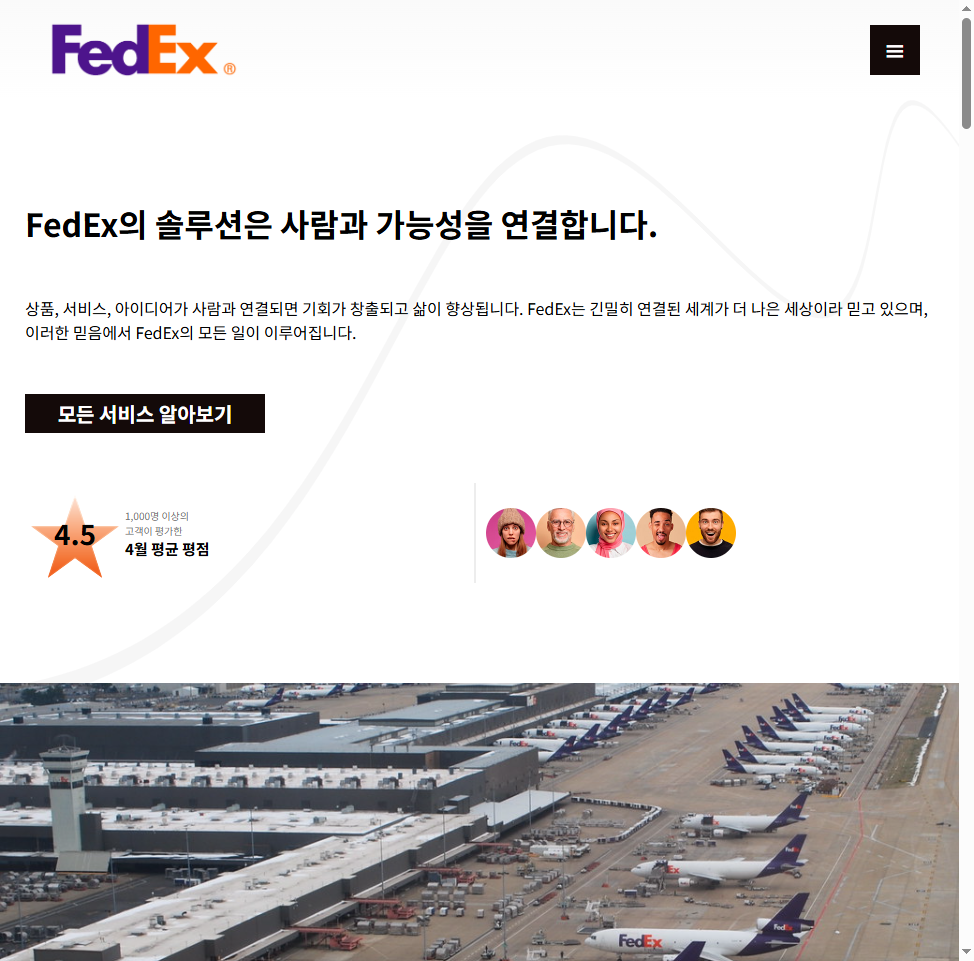 FedEx®
FedEx의 솔루션은 사람과 가능성을 연결합니다.
상품, 서비스, 아이디어가 사람과 연결되면 기회가 창출되고 삶이 향상됩니다. FedEx는 긴밀히 연결된 세계가 더 나은 세상이라 믿고 있으며,
이러한 믿음에서 FedEx의 모든 일이 이루어집니다.
모든 서비스 알아보기
4.5
1,000명 이상의
고객이 평가한
4월 평균 평점
FedEx
FedEx
FedEx
FedEx